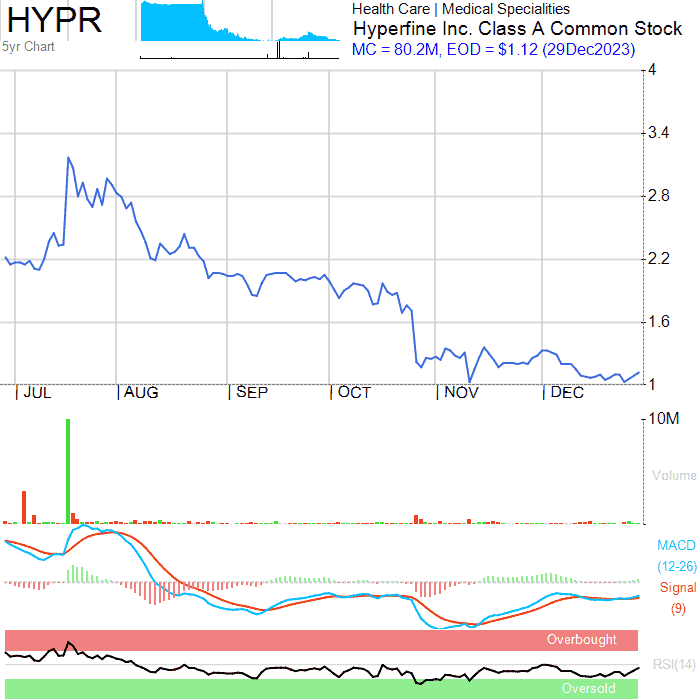 HYPR
5yr Chart
Health Care | Medical Specialities
Hyperfine Inc. Class A Common Stock
MC = 80.2M, EOD = $1.12 (29Dec2023)
4
3.4
2.8
2.2
1.6
1
JUL AUG SEP OCT NOV DEC
10M
Volume
MACD
(12-26)
Signal
(9)
Overbought
RSI(14)
Oversold